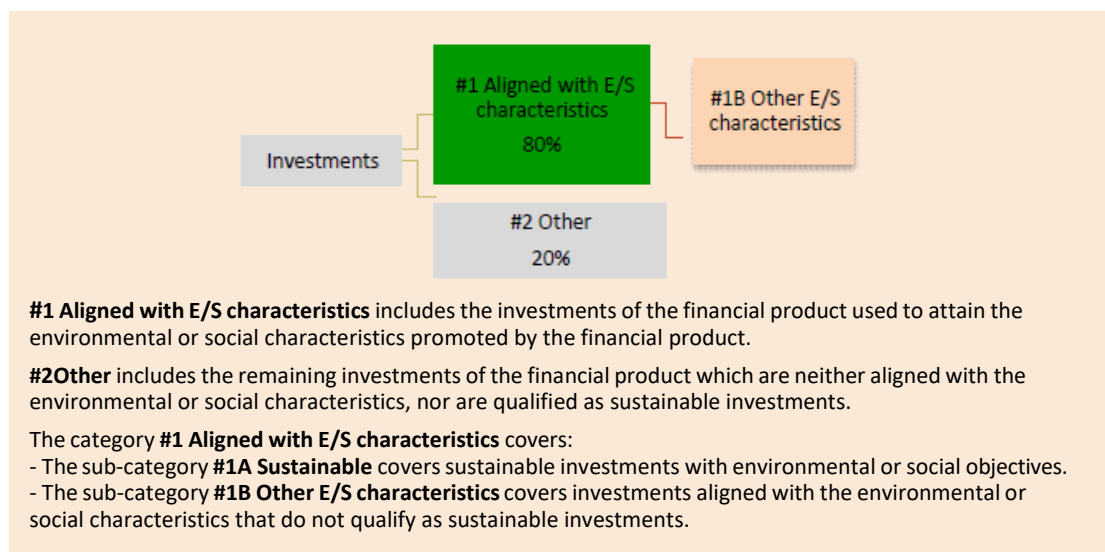 #1 Aligned with E/S
characteristics
80%
#1B Other E/S
characteristics
Investments
#2 Other
20%
#1 Aligned with E/S characteristics includes the investments of the financial product used to attain the
environmental or social characteristics promoted by the financial product.
#2Other includes the remaining investments of the financial product which are neither aligned with the
environmental or social characteristics, nor are qualified as sustainable investments.
The category #1 Aligned with E/S characteristics covers:
- The sub-category #1A Sustainable covers sustainable investments with environmental or social objectives.
- The sub-category #1B Other E/S characteristics covers investments aligned with the environmental or
social characteristics that do not qualify as sustainable investments.